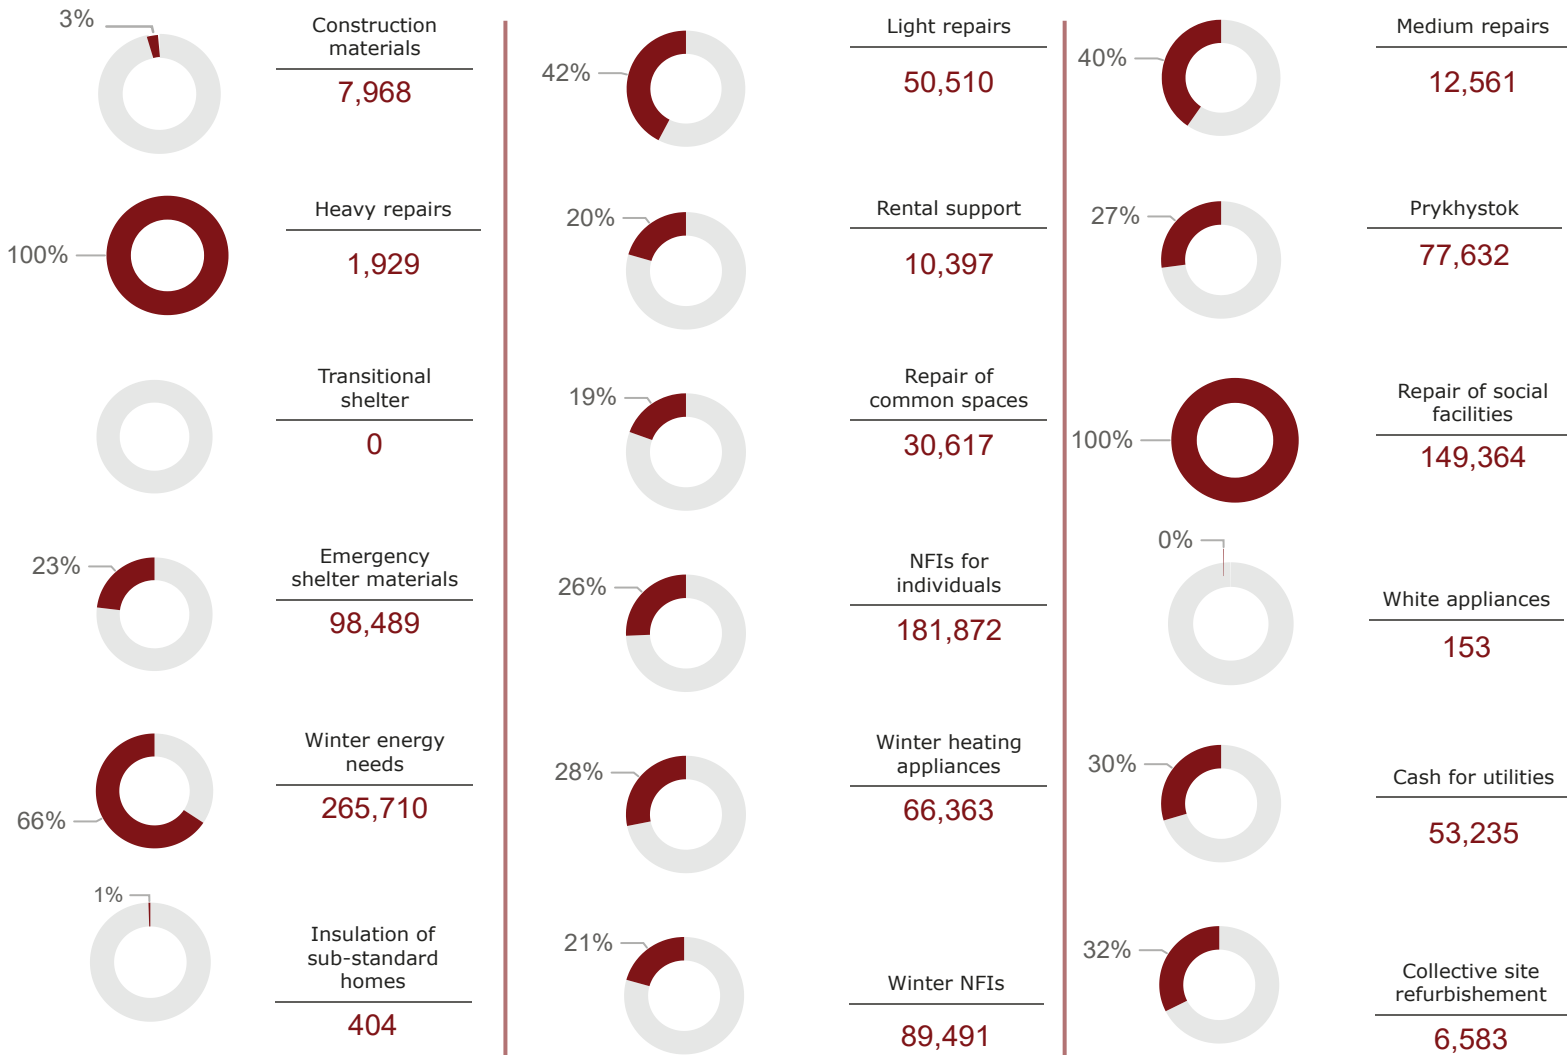 3%
Construction
materials
7,968
100%
Heavy repairs
1,929
Transitional
shelter
0
23%
Emergency
shelter materials
98,489
66%
Winter energy
needs
265,710
1%
Insulation of
sub-standard
homes
404
42%
Light repairs
50,510
20%
Rental support
10,397
19%
Repair of
common spaces
30,617
26%
NFIs for
individuals
181,872
28%
Winter heating
appliances
66,363
21%
Winter NFIs
89,491
40%
Medium repairs
12,561
27%
Prykhystok
77,632
100%
Repair of social
facilities
149,364
0%
White appliances
153
30%
Cash for utilities
53,235
32%
Collective site
refurbishement
6,583